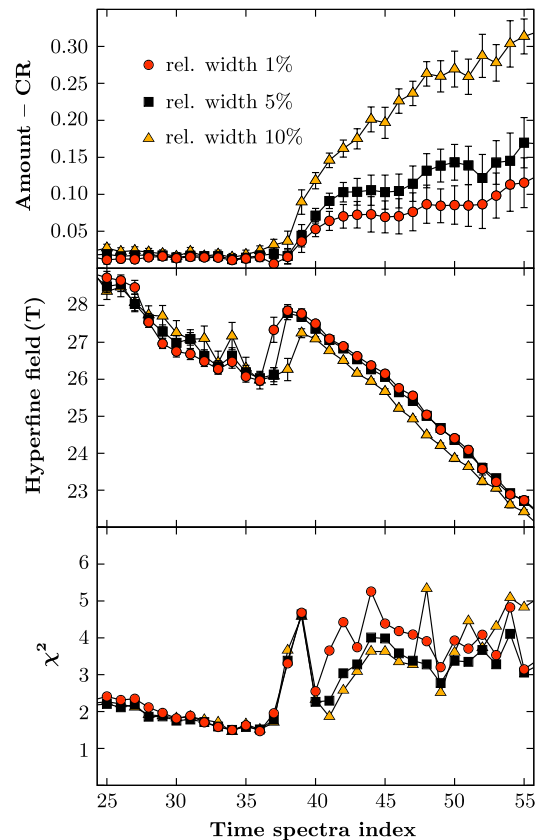 Amount – CR
0.30
0.25
0.20
0.15
0.10
0.05
rel. width 1%
rel. width 5%
rel. width 10%
Hyperfine field (T)
28
27
26
25
24
23
χ²
6
5
4
3
2
1
25 30 35 40 45 50 55
Time spectra index